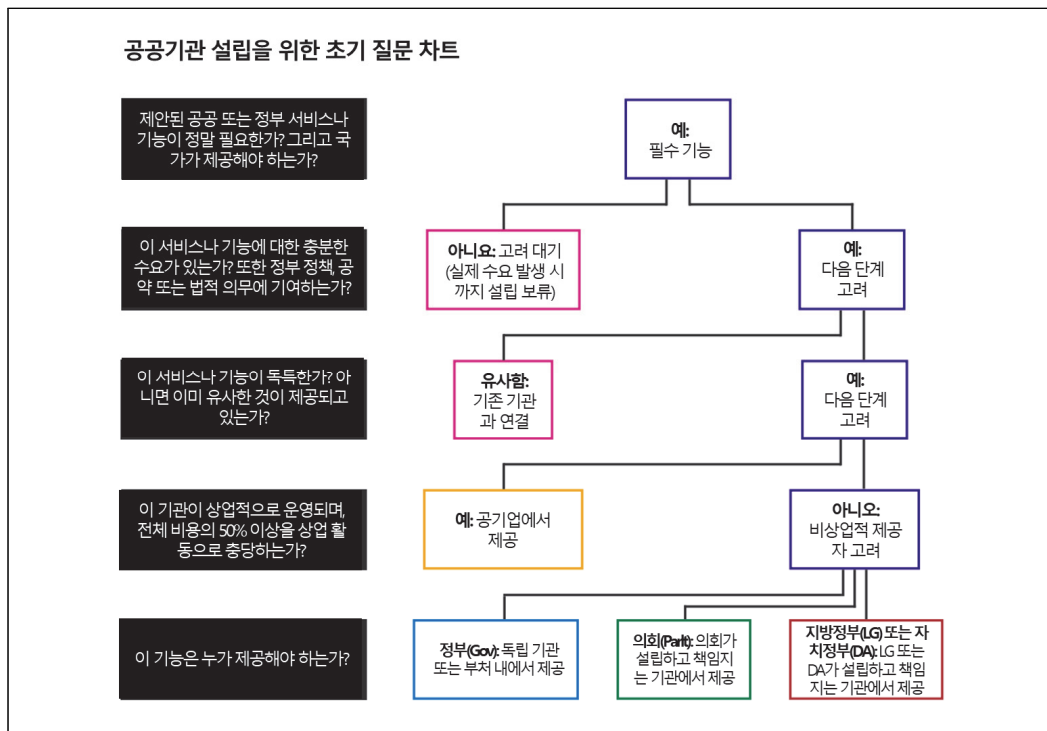 공공기관 설립을 위한 초기 질문 차트
제안된 공공 또는 정부 서비스나
기능이 정말 필요한가? 그리고 국
가가 제공해야 하는가?
예:
필수 기능
이 서비스나 기능에 대한 충분한
수요가 있는가? 또한 정부 정책, 공
약 또는 법적 의무에 기여하는가?
아니요: 고려 대기
(실제 수요 발생 시
까지 설립 보류)
예:
다음 단계
고려
이 서비스나 기능이 독특한가? 아
니면 이미 유사한 것이 제공되고
있는가?
유사함:
기존 기관
과 연결
예:
다음 단계
고려
이 기관이 상업적으로 운영되며,
전체 비용의 50% 이상을 상업 활
동으로 충당하는가?
예: 공기업에서
제공
아니오:
비상업적 제공
자 고려
이 기능은 누가 제공해야 하는가?
정부(Gov): 독립 기관
또는 부처 내에서 제공
의회(Parlt): 의회가
설립하고 책임지
는 기관에서 제공
지방정부(LG) 또는 자
치정부(DA): LG 또는
DA가 설립하고 책임
지는 기관에서 제공